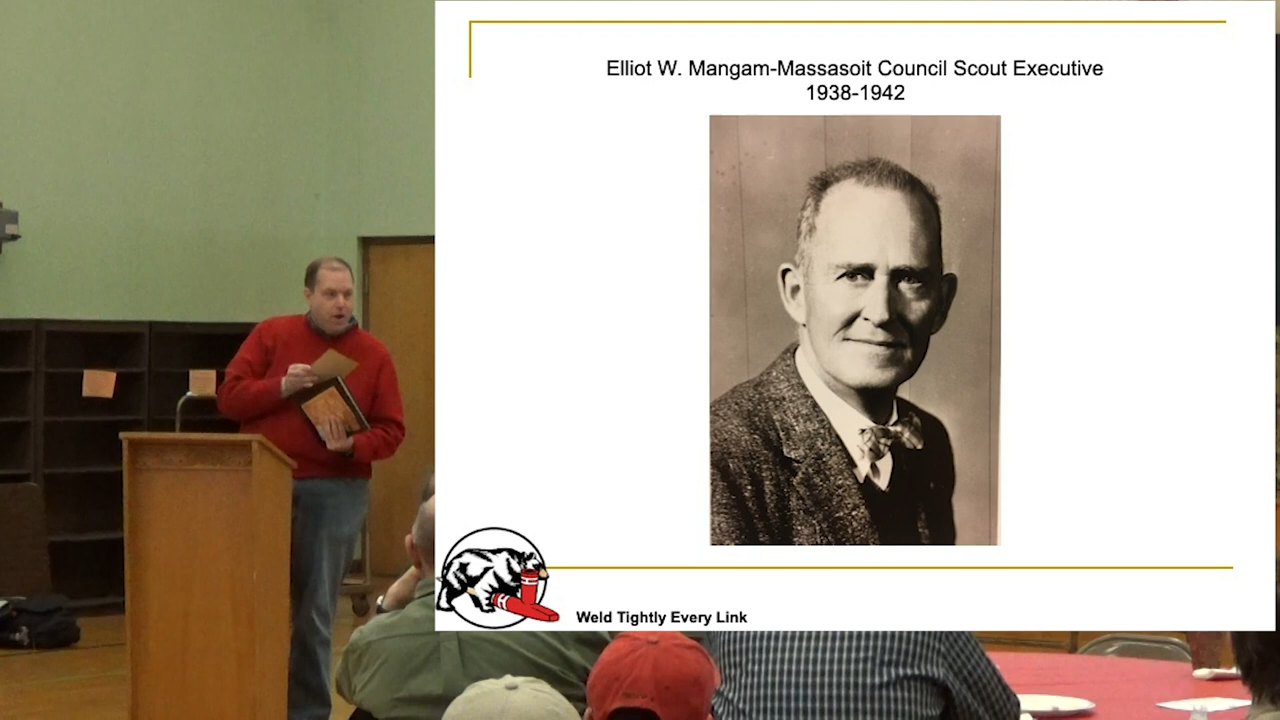 Elliot W. Mangam-Massasoit Council Scout Executive
1938-1942
Weld Tightly Every Link